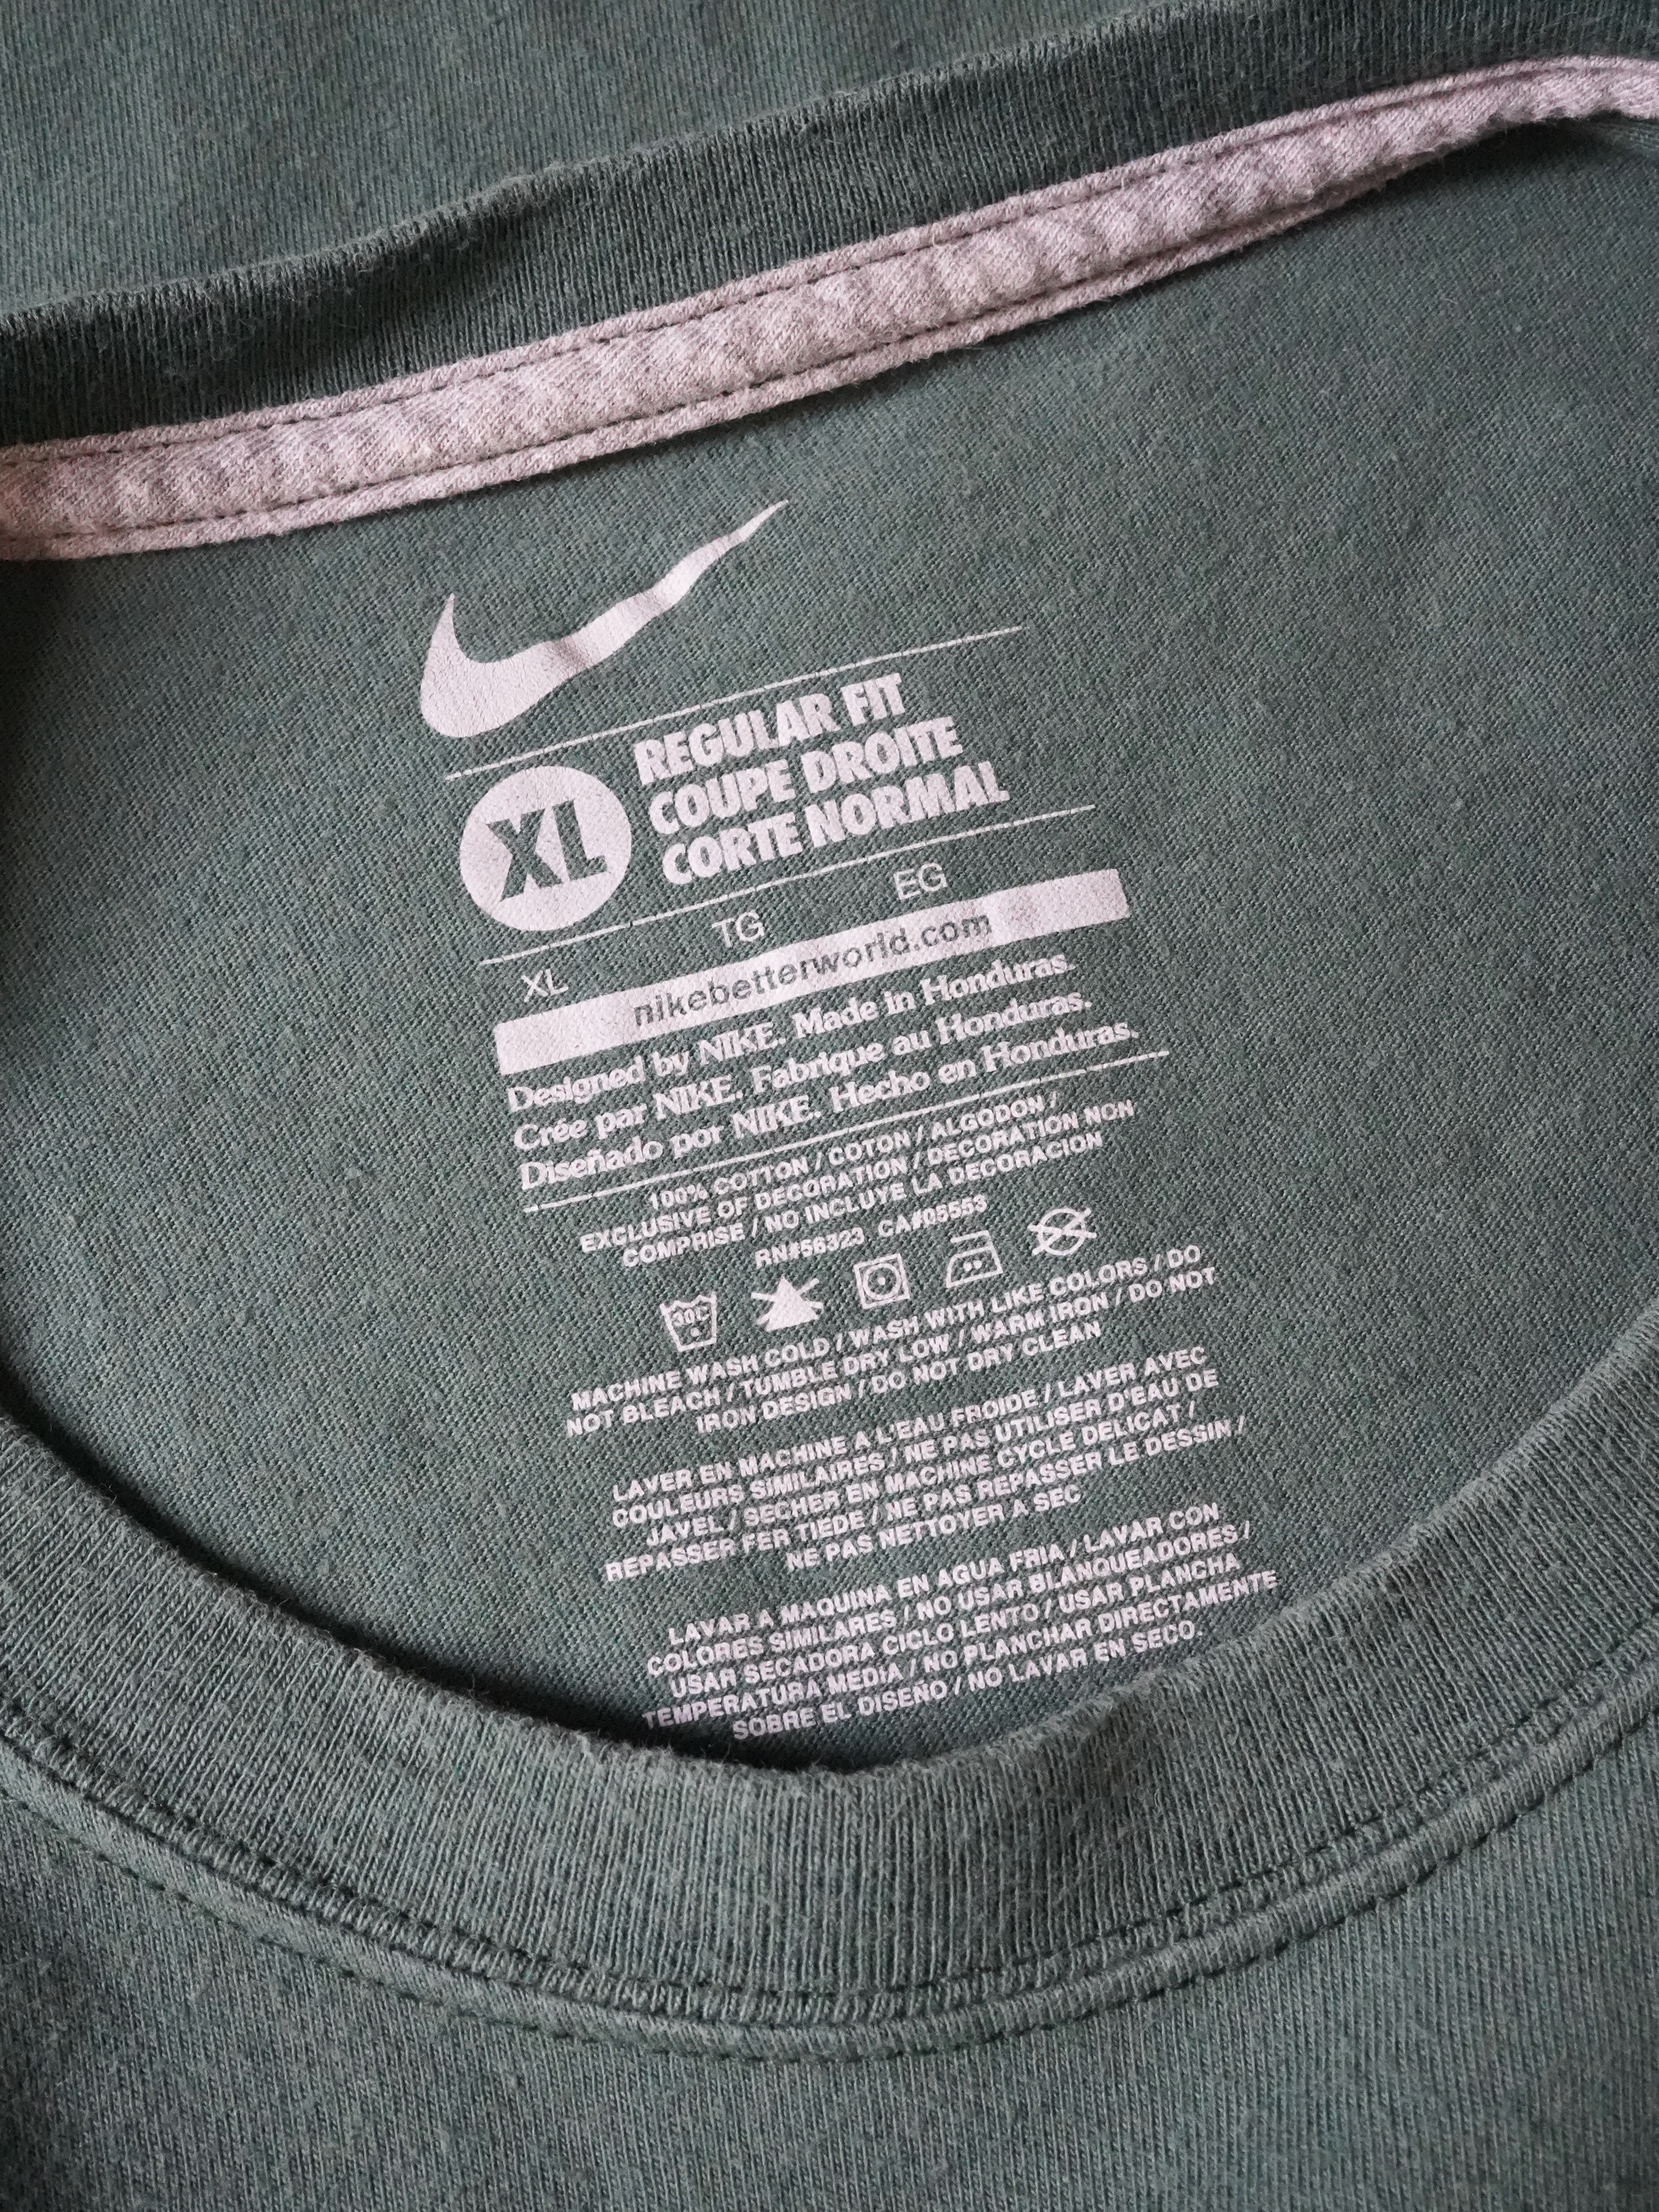 REGULAR FIT
COUPE DROITE
CORTE NORMAL
XL
XL TG EG
nikebetterworld.com
Designed by NIKE. Made in Honduras.
Crée par NIKE. Fabrique au Honduras.
Diseñado por NIKE. Hecho en Honduras.
100% COTTON / COTON / ALGODON /
EXCLUSIVE OF DECORATION / DECORATION NON
COMPRISE / NO INCLUYE LA DECORACION
RN#56323 CA#05553
30C
MACHINE WASH COLD / WASH WITH LIKE COLORS / DO
NOT BLEACH / TUMBLE DRY LOW / WARM IRON / DO NOT
IRON DESIGN / DO NOT DRY CLEAN
LAVER EN MACHINE A L'EAU FROIDE / LAVER AVEC
COULEURS SIMILAIRES / NE PAS UTILISER D'EAU DE
JAVEL / SECHER EN MACHINE CYCLE DELICAT /
REPASSER FER TIEDE / NE PAS REPASSER LE DESSIN /
NE PAS NETTOYER A SEC
LAVAR A MAQUINA EN AGUA FRIA / LAVAR CON
COLORES SIMILARES / NO USAR BLANQUEADORES /
USAR SECADORA CICLO LENTO / USAR PLANCHA
TEMPERATURA MEDIA / NO PLANCHAR DIRECTAMENTE
SOBRE EL DISEÑO / NO LAVAR EN SECO.